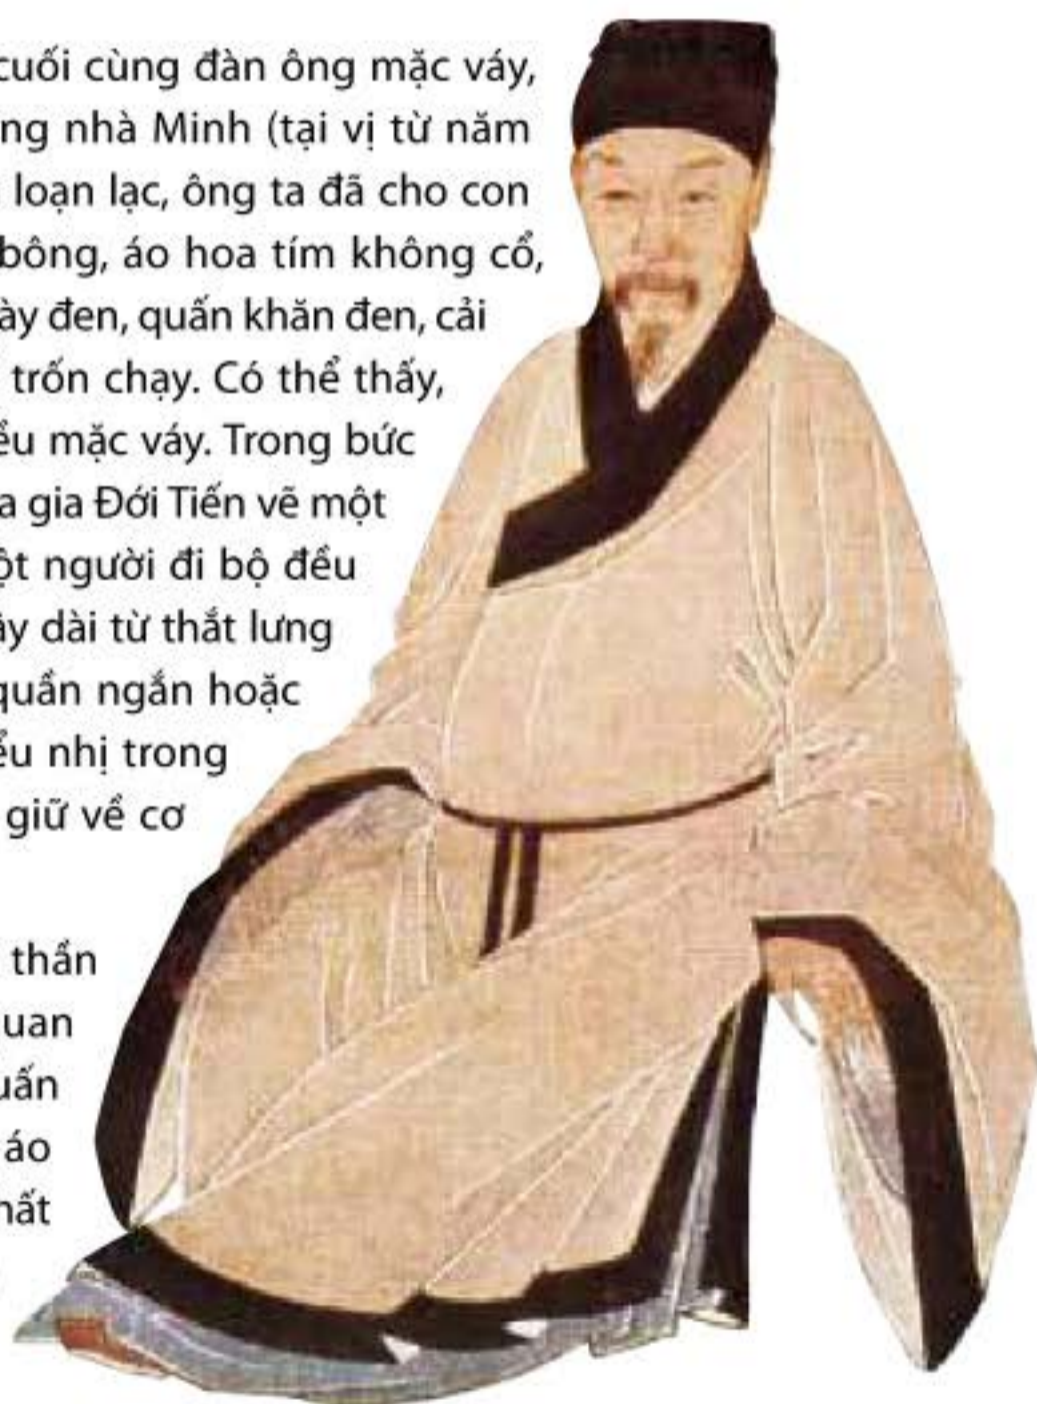 cuối cùng đàn ông mặc váy,
ng nhà Minh (tại vị từ năm
loạn lạc, ông ta đã cho con
bông, áo hoa tím không cổ,
ày đen, quấn khăn đen, cải
trốn chạy. Có thể thấy,
ều mặc váy. Trong bức
a gia Đới Tiến vẽ một
ột người đi bộ đều
ây dài từ thắt lưng
quần ngắn hoặc
ểu nhị trong
giữ về cơ
thần
uan
uấn
áo
hất